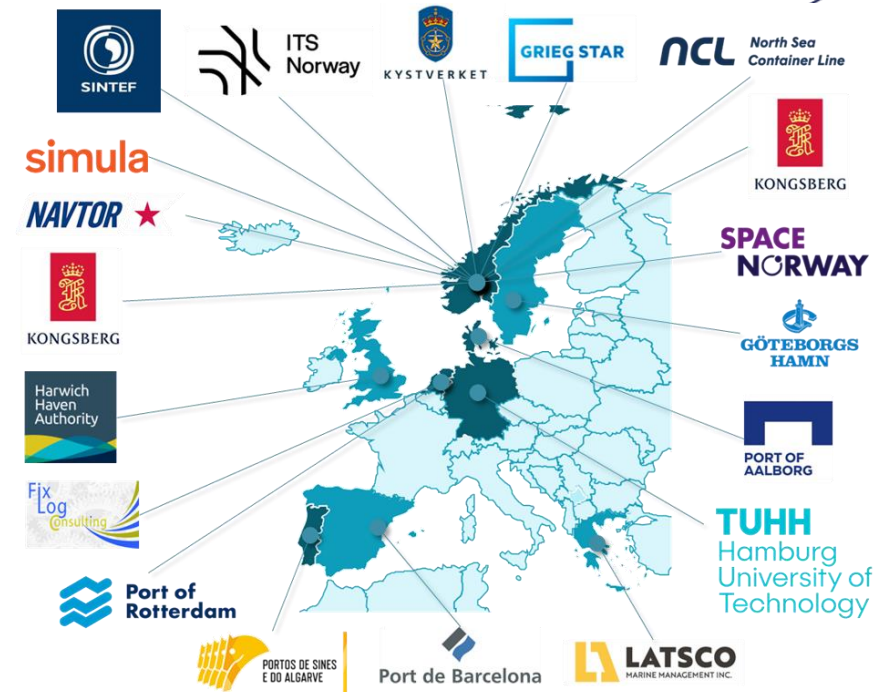 SINTEF
ITS
Norway
KYSTVERKET
GRIEG STAR
ncl
North Sea
Container Line
simula
KONGSBERG
NAVTOR
SPACE
NORWAY
KONGSBERG
GÖTEBORGS
HAMN
Harwich
Haven
Authority
PORT OF
AALBORG
Fix
Log
Consulting
TUHH
Hamburg
University of
Technology
Port of
Rotterdam
PORTOS DE SINES
E DO ALGARVE
Port de Barcelona
LATSCO
MARINE MANAGEMENT INC.